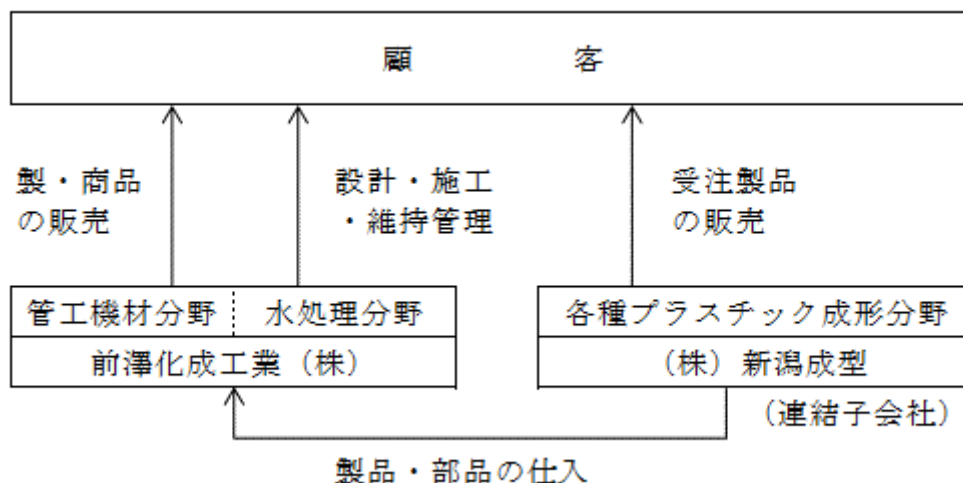 顧客
製・商品
の販売
設計・施工
・維持管理
受注製品
の販売
管工機材分野
水処理分野
各種プラスチック成形分野
前澤化成工業（株）
（株）新潟成型
（連結子会社）
製品・部品の仕入